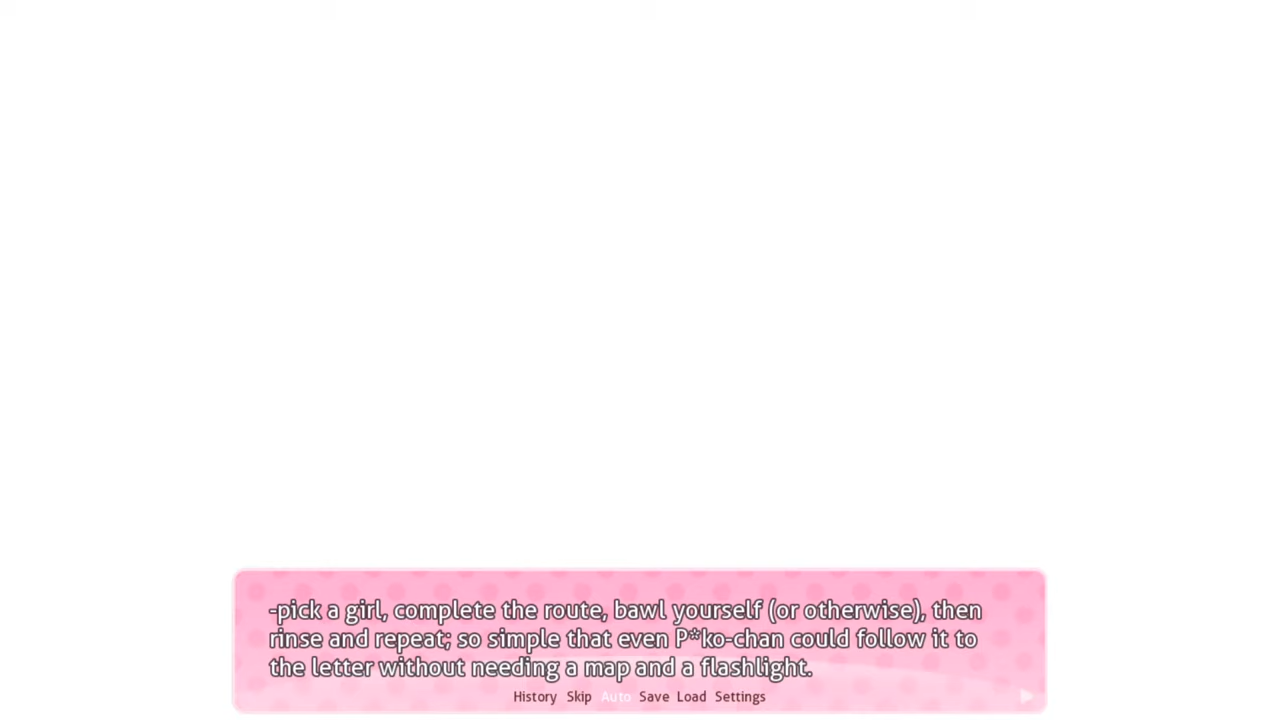 -pick a girl, complete the route, bawl yourself (or otherwise), then
rinse and repeat; so simple that even P*ko-chan could follow it to
the letter without needing a map and a flashlight.
History Skip Auto Save Load Settings